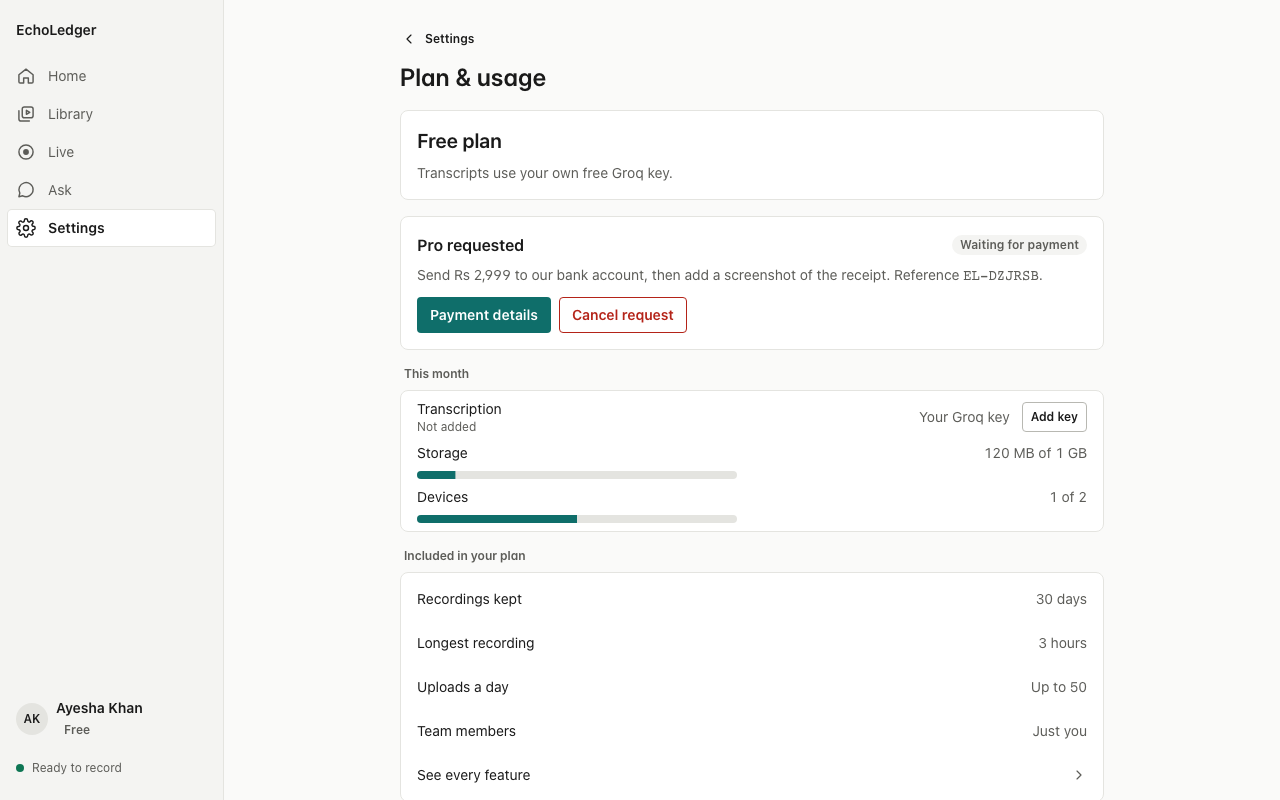 EchoLedger
Home
Library
Live
Ask
Settings
AK
Ayesha Khan
Free
Ready to record
Settings
Plan & usage
Free plan
Transcripts use your own free Groq key.
Pro requested
Waiting for payment
Send Rs 2,999 to our bank account, then add a screenshot of the receipt. Reference EL-DZJRSB.
Payment details
Cancel request
This month
Transcription
Not added
Your Groq key
Add key
Storage
120 MB of 1 GB
Devices
1 of 2
Included in your plan
Recordings kept
30 days
Longest recording
3 hours
Uploads a day
Up to 50
Team members
Just you
See every feature